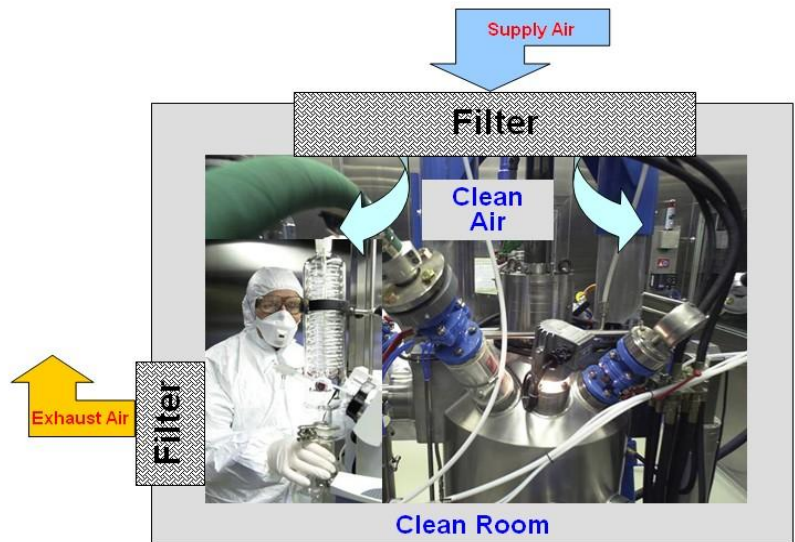 Supply Air
Filter
Clean
Air
Exhaust Air
Filter
Clean Room